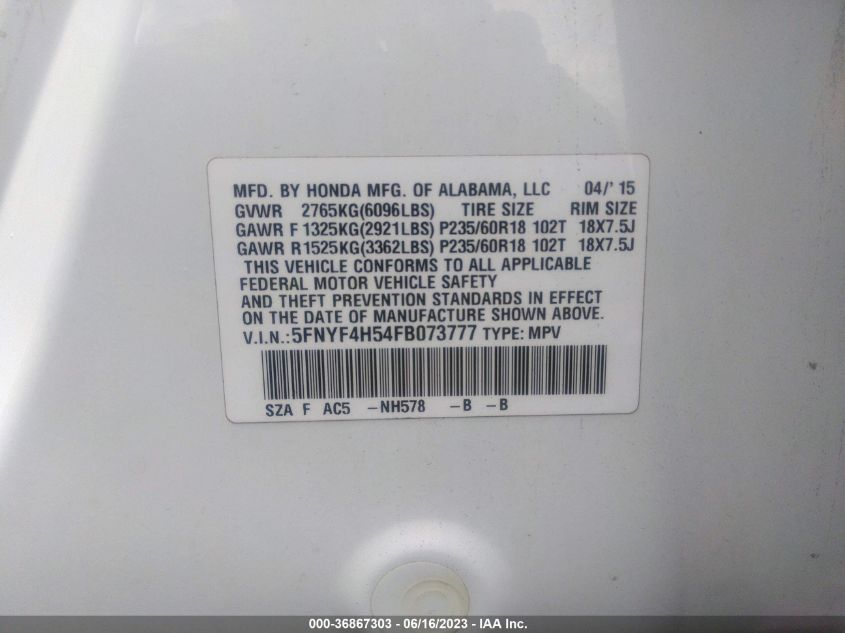 MFD. BY HONDA MFG. OF ALABAMA, LLC 04/'15
GVWR 2765KG(6096LBS) TIRE SIZE RIM SIZE
GAWR F 1325KG(2921LBS) P235/60R18 102T 18X7.5J
GAWR R 1525KG(3362LBS) P235/60R18 102T 18X7.5J
THIS VEHICLE CONFORMS TO ALL APPLICABLE
FEDERAL MOTOR VEHICLE SAFETY
AND THEFT PREVENTION STANDARDS IN EFFECT
ON THE DATE OF MANUFACTURE SHOWN ABOVE.
V.I.N.:5FNYF4H54FB073777 TYPE: MPV
SZA F AC5 -NH578 -B -B
000-36867303 - 06/16/2023 - IAA Inc.